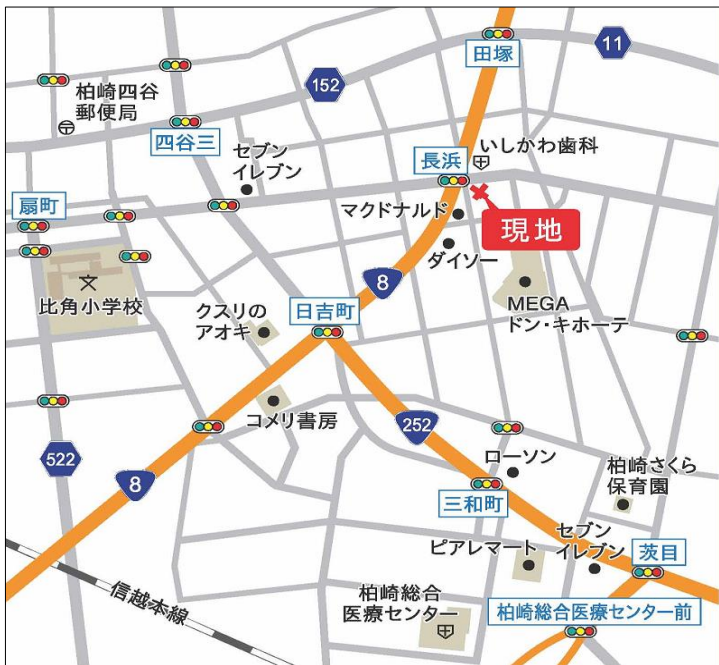 田塚
11
柏崎四谷
郵便局
152
四谷三
セブン
イレブン
長浜
いしかわ歯科
扇町
マクドナルド
現地
ダイソー
比角小学校
8
MEGA
ドン・キホーテ
クスリの
アオキ
日吉町
コメリ書房
252
522
8
ローソン
柏崎さくら
保育園
三和町
ピアレマート
セブン
イレブン
茨目
信越本線
柏崎総合
医療センター
柏崎総合医療センター前